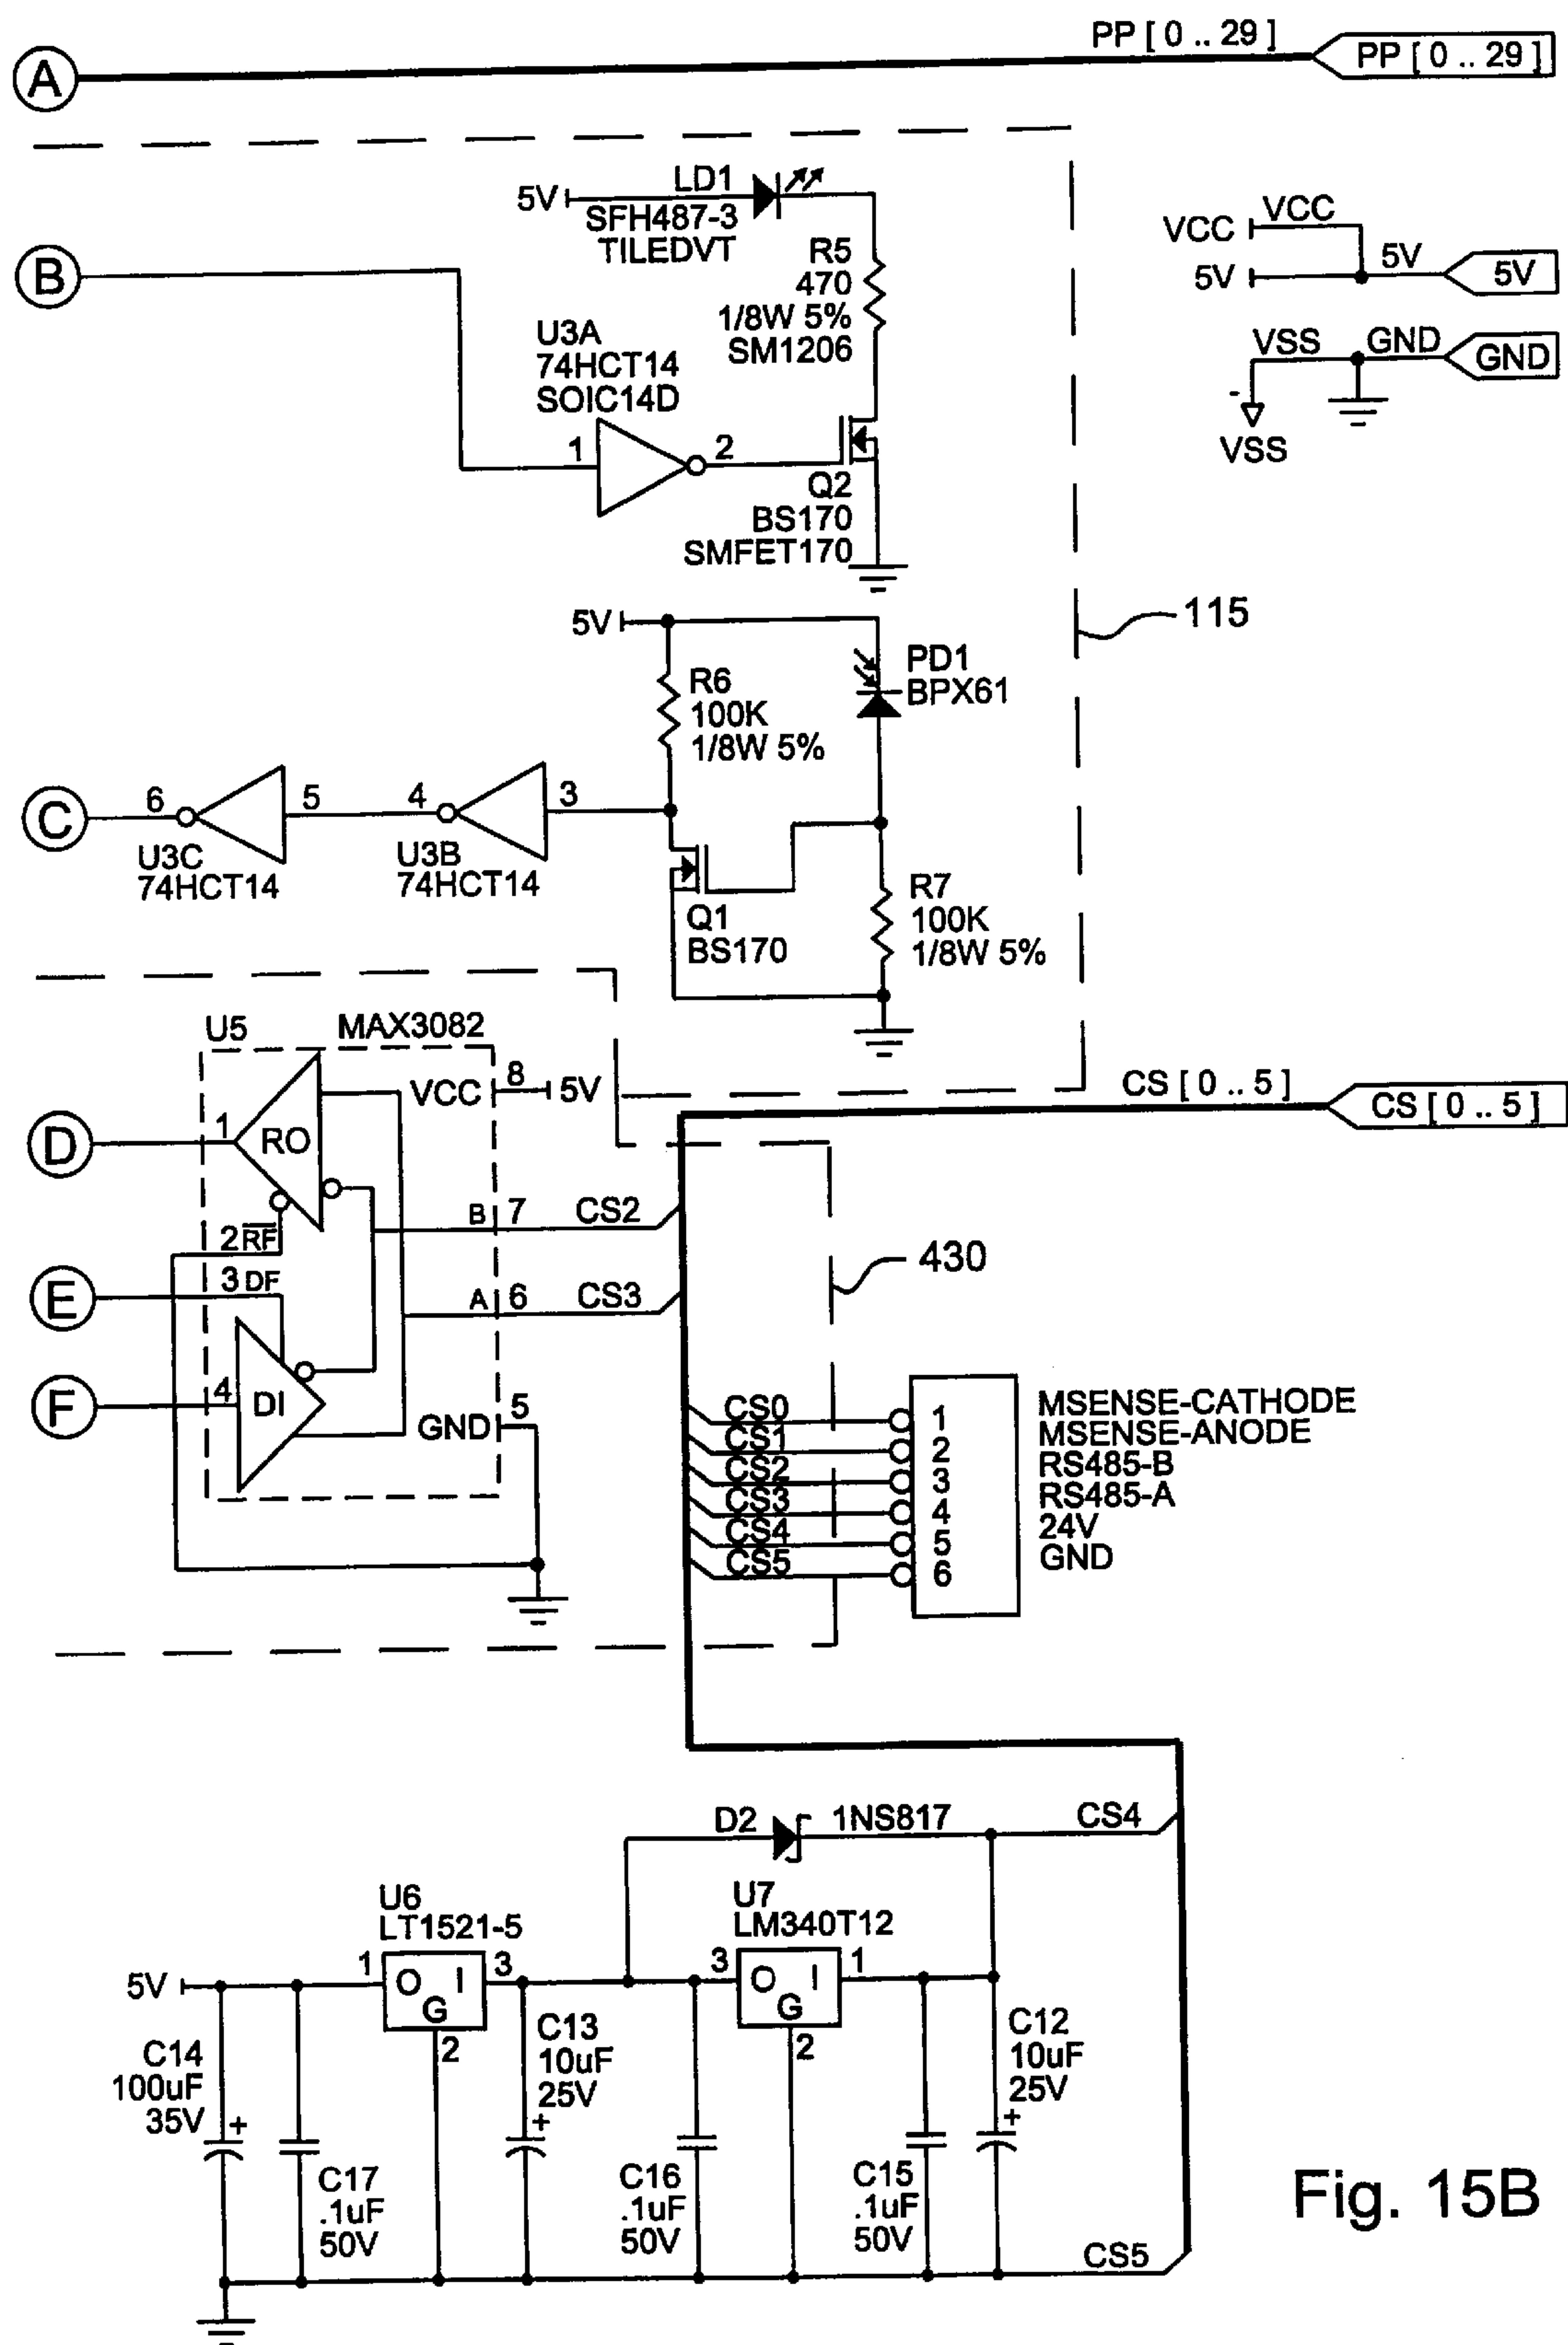 PP [ 0 .. 29 ]
PP [ 0 .. 29 ]
A
LD1
5V
SFH487-3
TILEDVT
VCC
VCC
5V
5V
5V
B
R5
470
1/8W 5%
SM1206
VSS
GND
GND
VSS
U3A
74HCT14
SOIC14D
1
2
Q2
BS170
SMFET170
115
5V
PD1
BPX61
R6
100K
1/8W 5%
C
6
5
4
3
U3C
74HCT14
U3B
74HCT14
Q1
BS170
R7
100K
1/8W 5%
U5
MAX3082
VCC
8
5V
CS [ 0 .. 5 ]
CS [ 0 .. 5 ]
D
1
RO
B
7
CS2
2 RF
3 DF
430
E
A
6
CS3
F
4
DI
GND
5
CS0
1
MSENSE-CATHODE
CS1
2
MSENSE-ANODE
CS2
3
RS485-B
CS3
4
RS485-A
CS4
5
24V
CS5
6
GND
D2
1NS817
CS4
U6
LT1521-5
U7
LM340T12
5V
1
O
I
G
3
2
3
O
I
G
1
2
C14
100uF
35V
+
C13
10uF
25V
+
C12
10uF
25V
+
C17
.1uF
50V
C16
.1uF
50V
C15
.1uF
50V
CS5
Fig. 15B